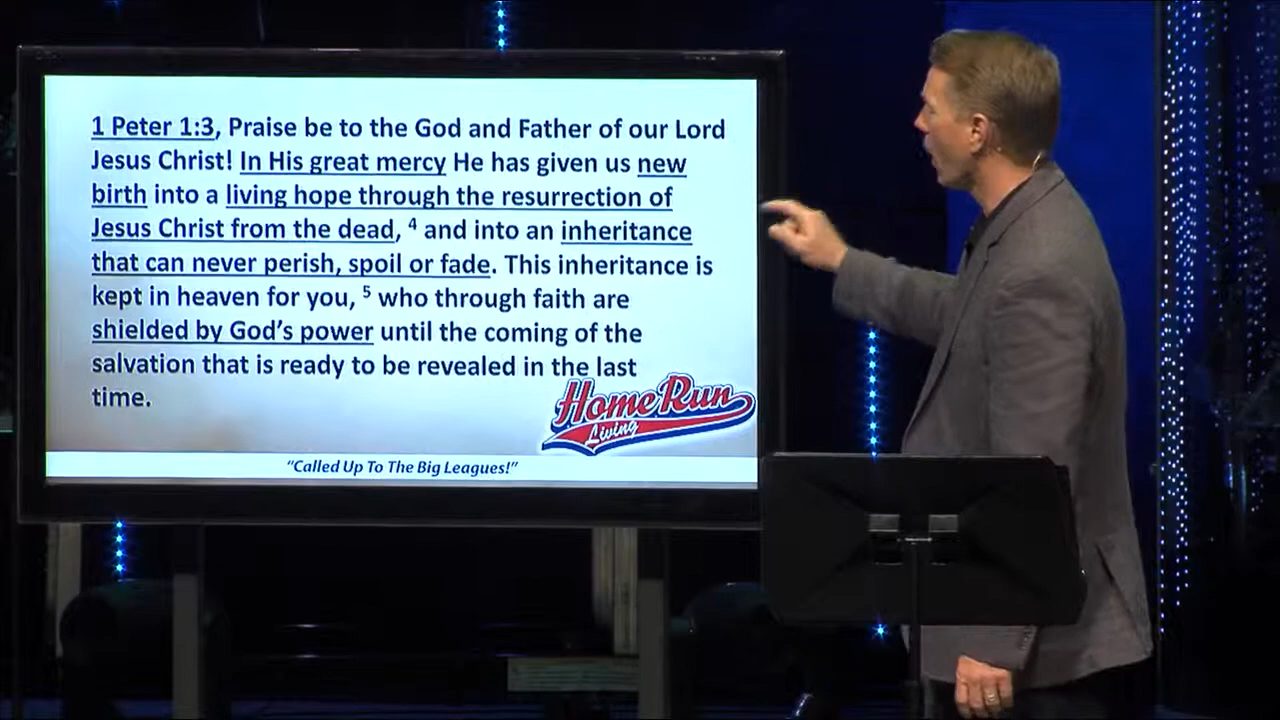 1 Peter 1:3, Praise be to the God and Father of our Lord
Jesus Christ! In His great mercy He has given us new
birth into a living hope through the resurrection of
Jesus Christ from the dead, ⁴ and into an inheritance
that can never perish, spoil or fade. This inheritance is
kept in heaven for you, ⁵ who through faith are
shielded by God's power until the coming of the
salvation that is ready to be revealed in the last
time.
Home Run
Living
“Called Up To The Big Leagues!”